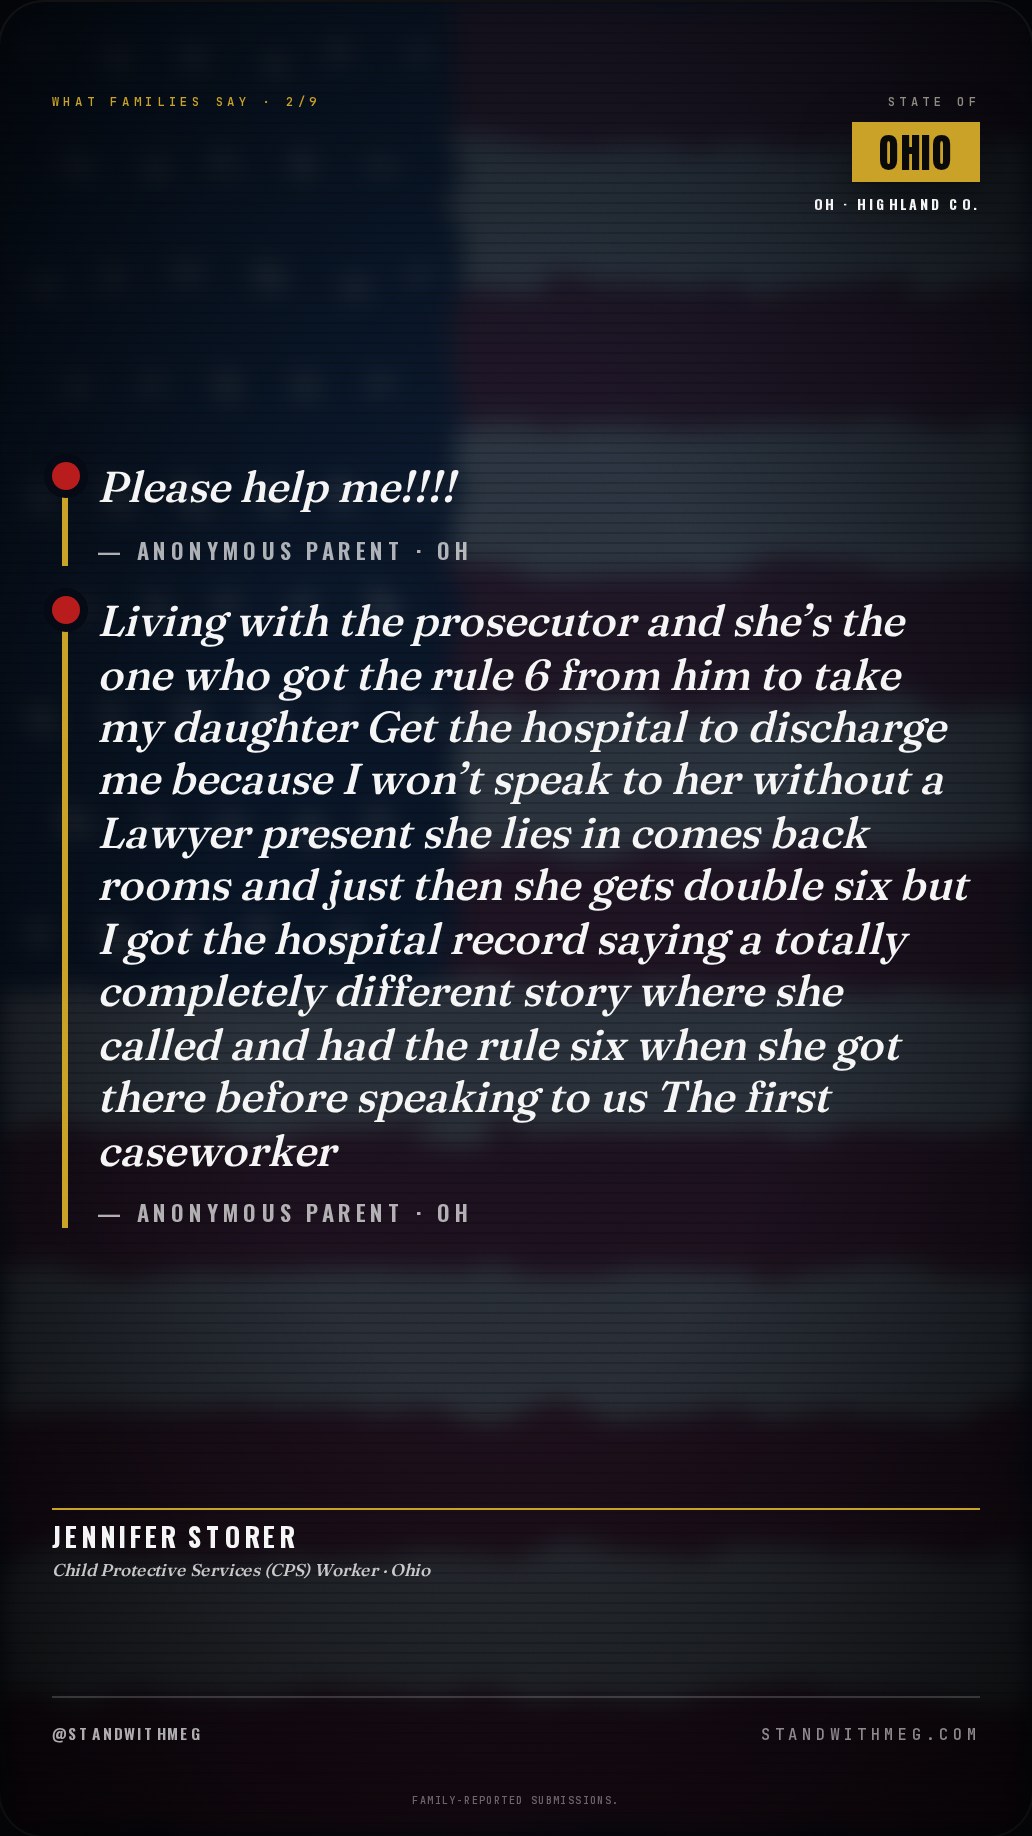 WHAT FAMILIES SAY · 2/9
STATE OF
OHIO
OH · HIGHLAND CO.
Please help me!!!!
— ANONYMOUS PARENT · OH
Living with the prosecutor and she’s the
one who got the rule 6 from him to take
my daughter Get the hospital to discharge
me because I won’t speak to her without a
Lawyer present she lies in comes back
rooms and just then she gets double six but
I got the hospital record saying a totally
completely different story where she
called and had the rule six when she got
there before speaking to us The first
caseworker
— ANONYMOUS PARENT · OH
JENNIFER STORER
Child Protective Services (CPS) Worker · Ohio
@STANDWITHMEG
STANDWITHMEG.COM
FAMILY-REPORTED SUBMISSIONS.